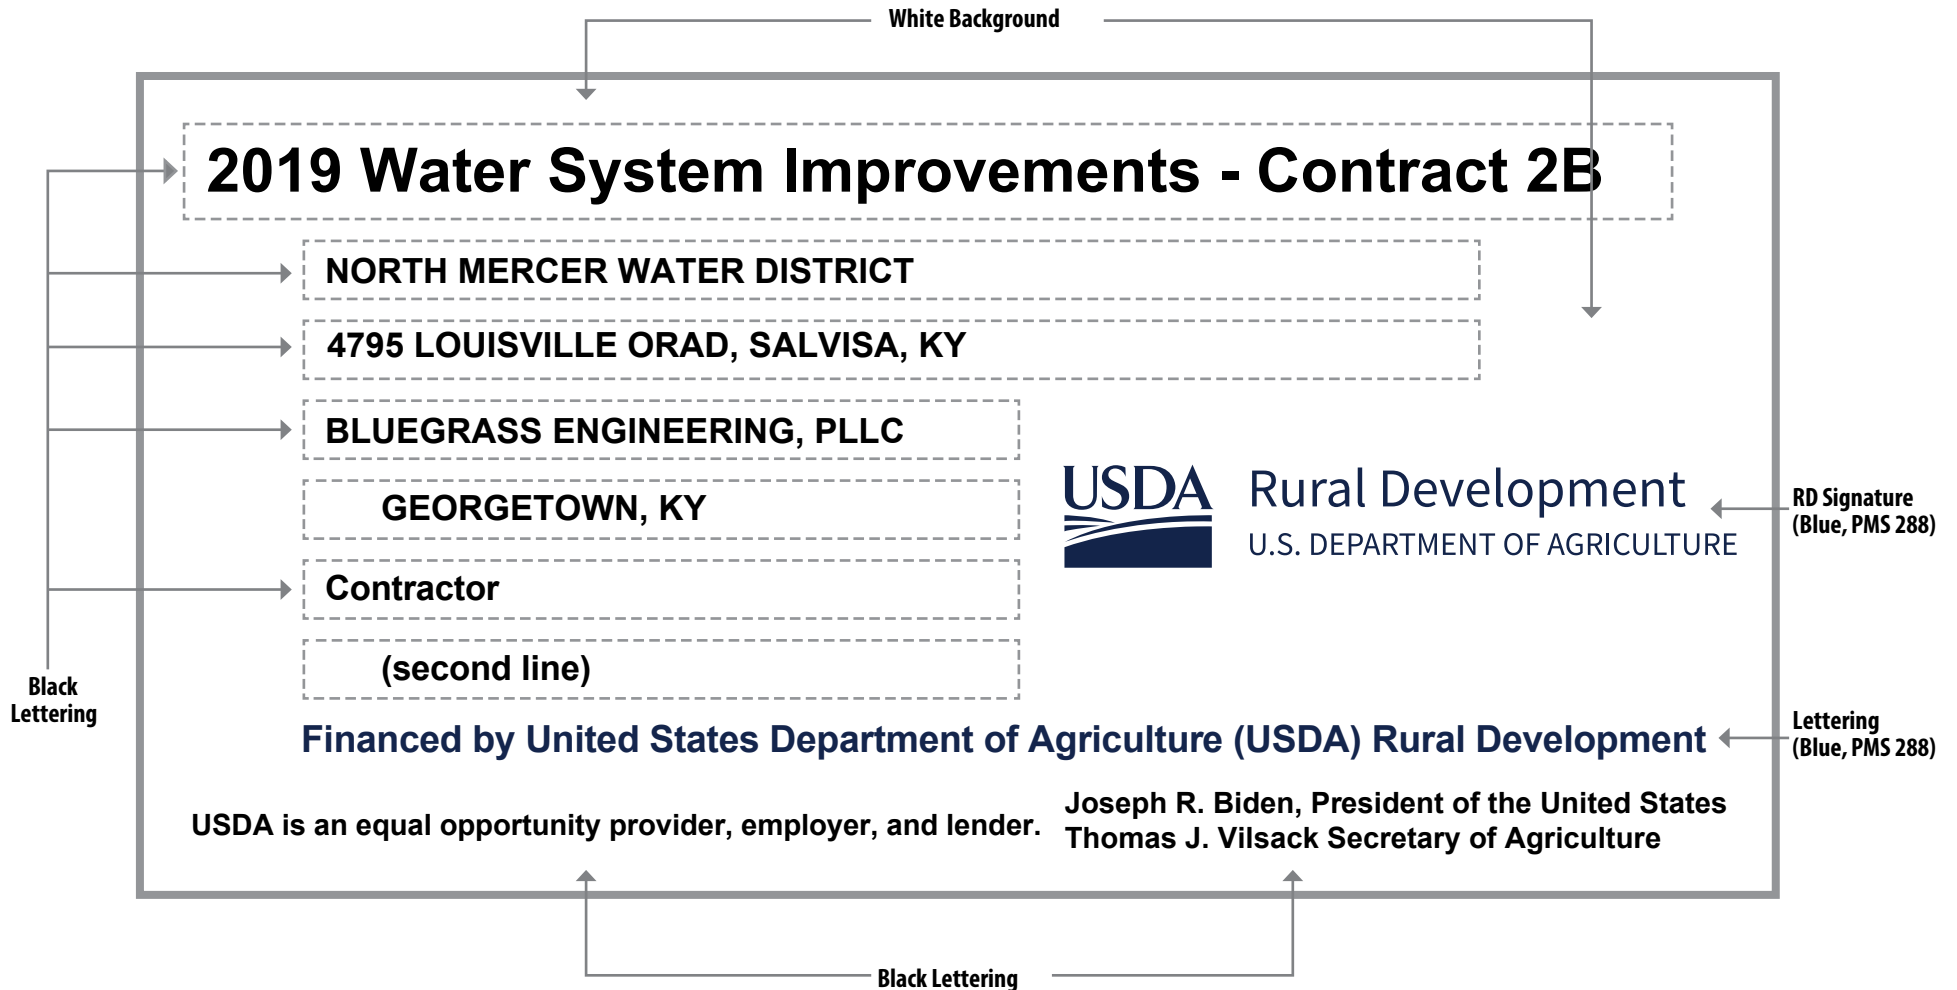 White Background
2019 Water System Improvements - Contract 2B
NORTH MERCER WATER DISTRICT
4795 LOUISVILLE ORAD, SALVISA, KY
BLUEGRASS ENGINEERING, PLLC
GEORGETOWN, KY
Contractor
(second line)
USDA
Rural Development
U.S. DEPARTMENT OF AGRICULTURE
RD Signature
(Blue, PMS 288)
Black
Lettering
Financed by United States Department of Agriculture (USDA) Rural Development
Lettering
(Blue, PMS 288)
USDA is an equal opportunity provider, employer, and lender.
Joseph R. Biden, President of the United States
Thomas J. Vilsack Secretary of Agriculture
Black Lettering